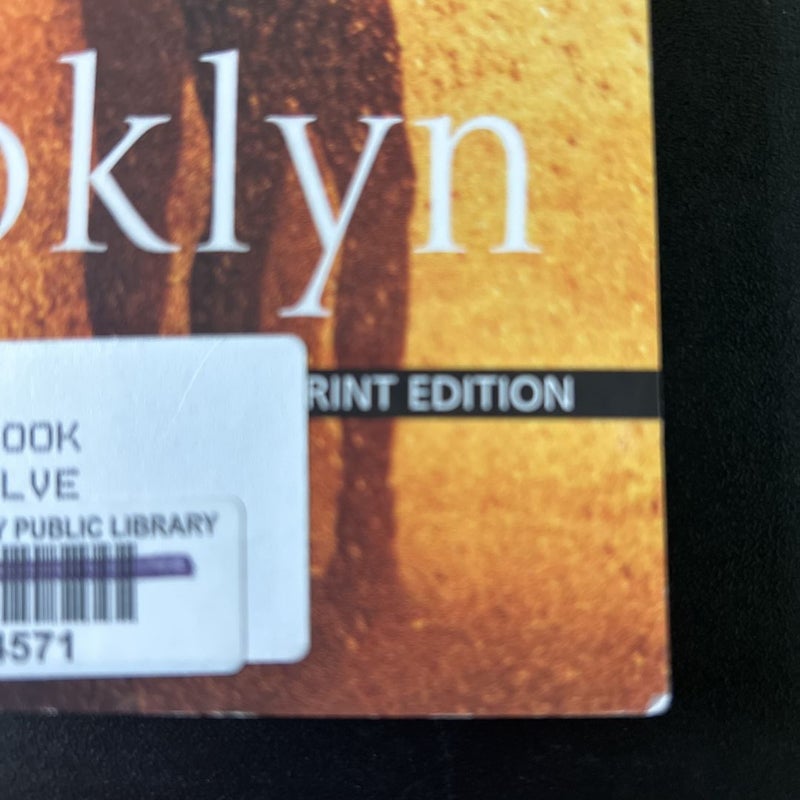 oklyn
RINT EDITION
OOK
LVE
Y PUBLIC LIBRARY
4571